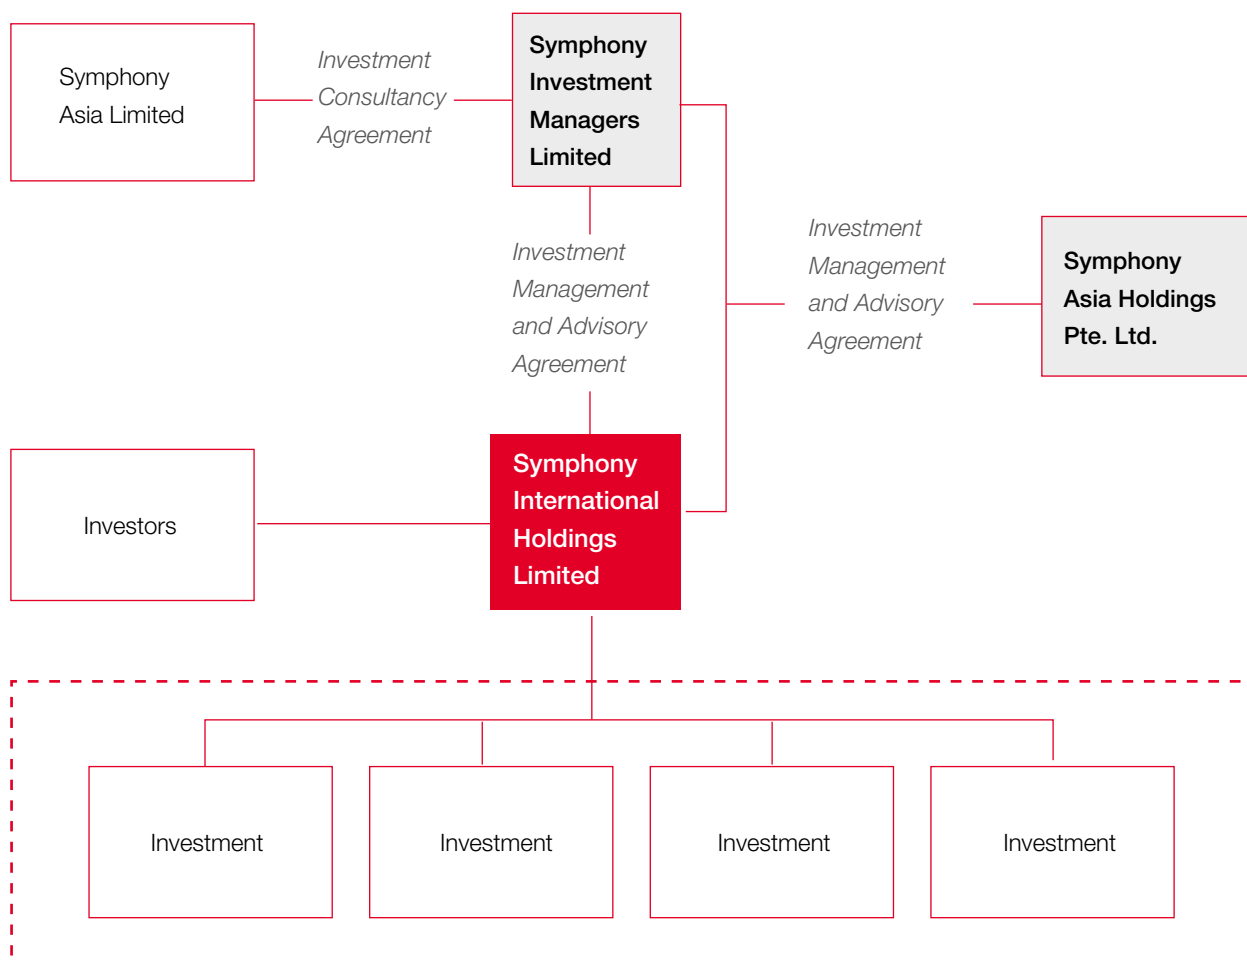 Symphony
Asia Limited
Investment
Consultancy
Agreement
Symphony
Investment
Managers
Limited
Investment
Management
and Advisory
Agreement
Investment
Management
and Advisory
Agreement
Symphony
Asia Holdings
Pte. Ltd.
Investors
Symphony
International
Holdings
Limited
Investment
Investment
Investment
Investment